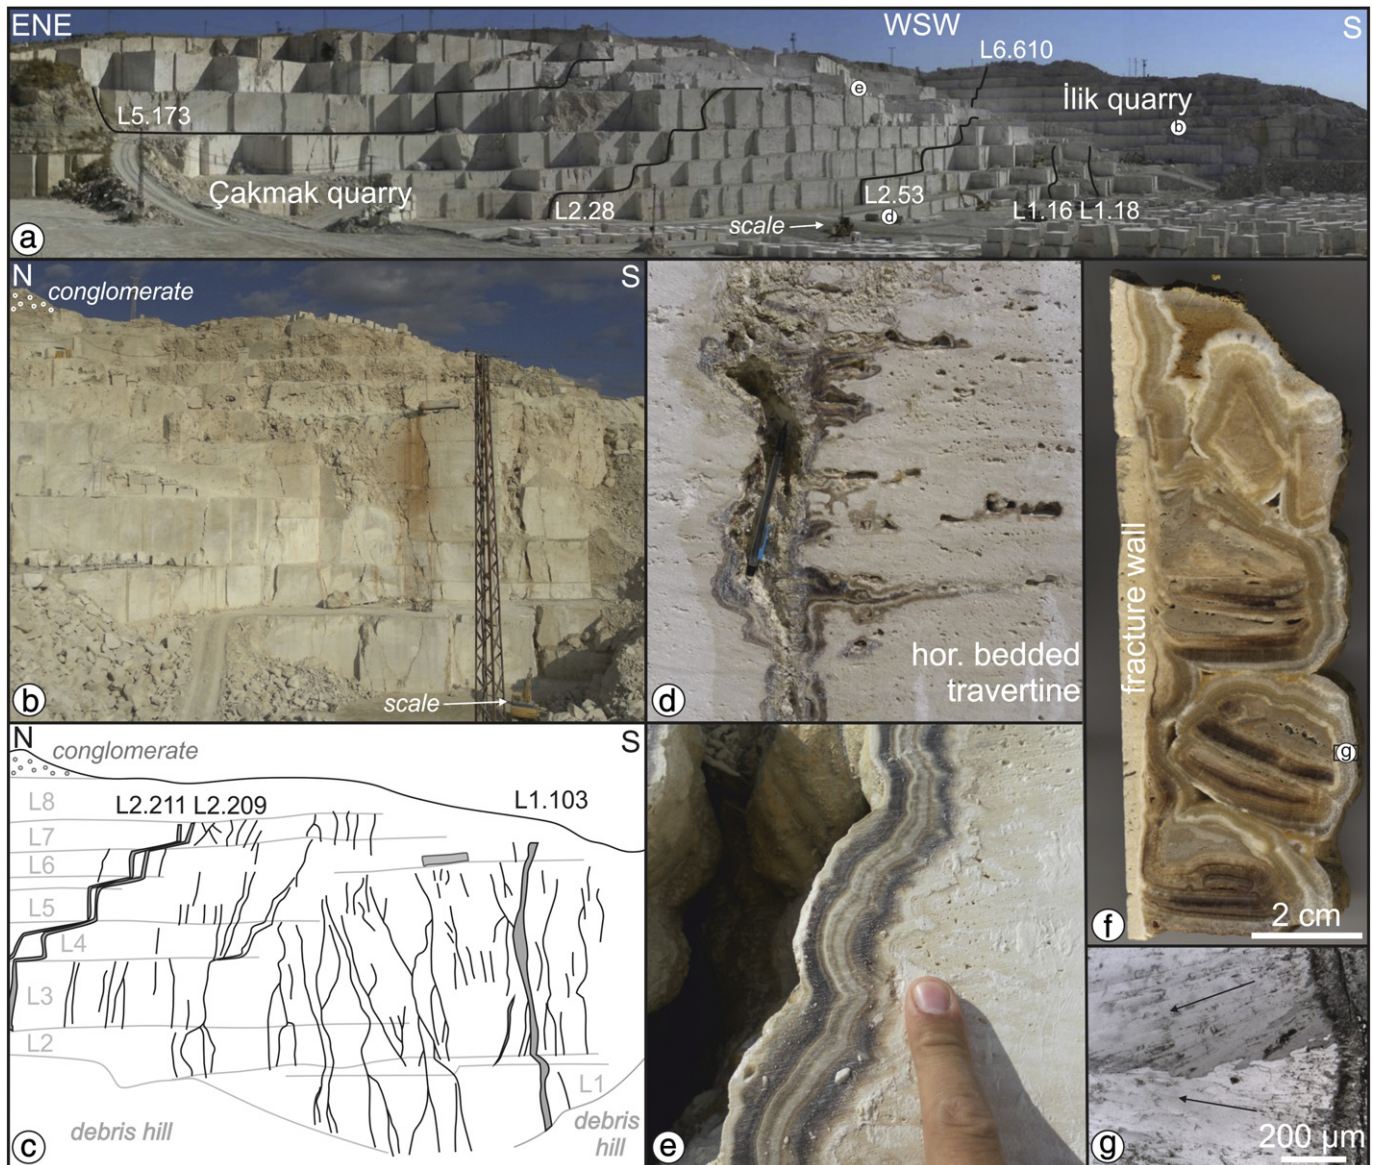 ENE
WSW
S
L6.610
e
İlik quarry
L5.173
b
Çakmak quarry
L2.28
L2.53
L1.16
L1.18
d
scale
a
N
S
conglomerate
scale
b
hor. bedded
travertine
d
fracture wall
g
2 cm
f
N
S
conglomerate
L8
L2.211
L2.209
L1.103
L7
L6
L5
L4
L3
L2
L1
debris hill
debris
hill
c
e
200 µm
g